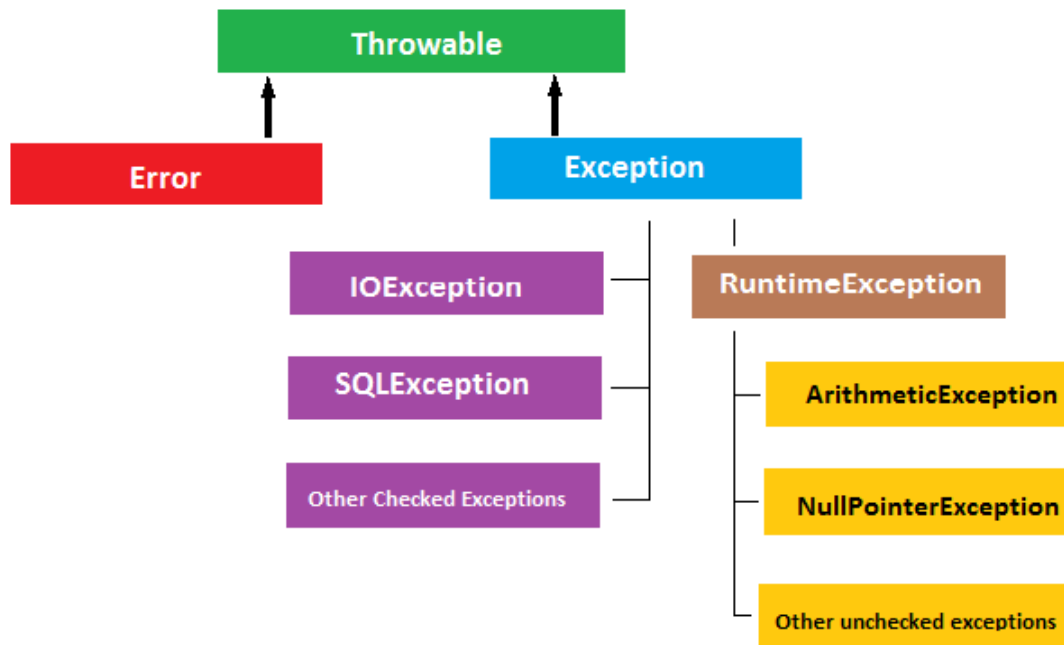 Throwable
Error
Exception
IOException
RuntimeException
SQLException
ArithmeticException
Other Checked Exceptions
NullPointerException
Other unchecked exceptions